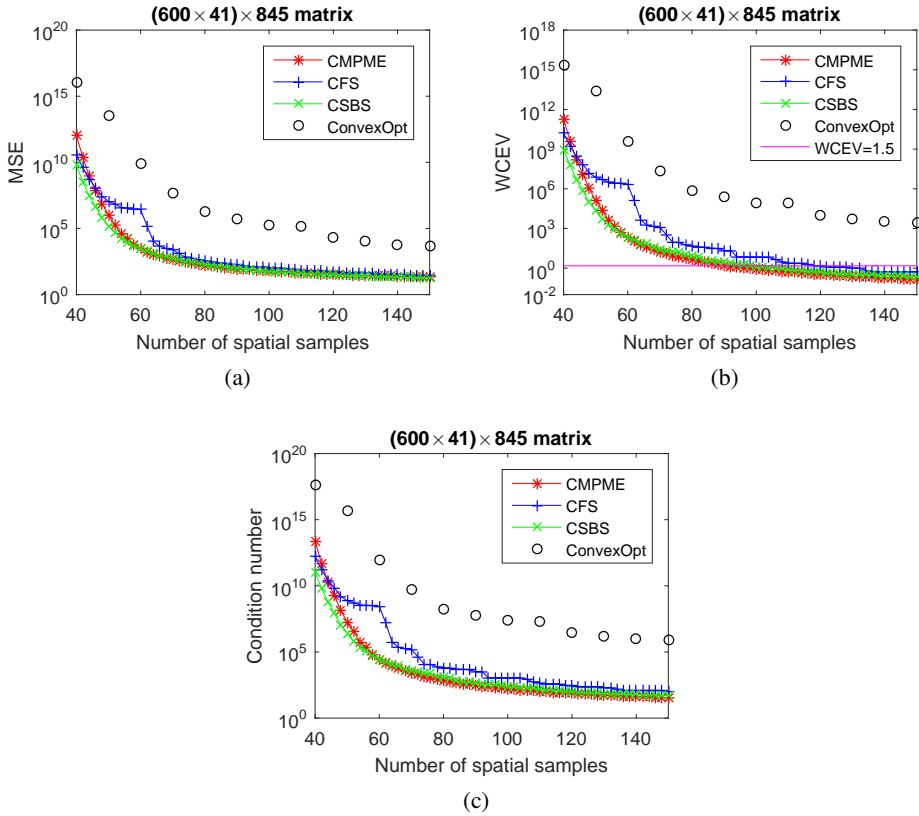 (600 × 41) × 845 matrix
10^20
10^15
10^10
10^5
10^0
MSE
40 60 80 100 120 140
Number of spatial samples
CMPME
CFS
CSBS
ConvexOpt
(a)
(600 × 41) × 845 matrix
10^18
10^15
10^12
10^9
10^6
10^3
10^0
10^-2
WCEV
40 60 80 100 120 140
Number of spatial samples
CMPME
CFS
CSBS
ConvexOpt
WCEV=1.5
(b)
(600 × 41) × 845 matrix
10^20
10^15
10^10
10^5
10^0
Condition number
40 60 80 100 120 140
Number of spatial samples
CMPME
CFS
CSBS
ConvexOpt
(c)